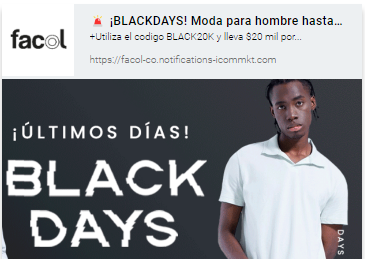 facol
🚨 ¡BLACKDAYS! Moda para hombre hasta…
+Utiliza el codigo BLACK20K y lleva $20 mil por...
https://facol-co.notifications-icommkt.com
¡ÚLTIMOS DÍAS!
BLACK
DAYS
DAYS